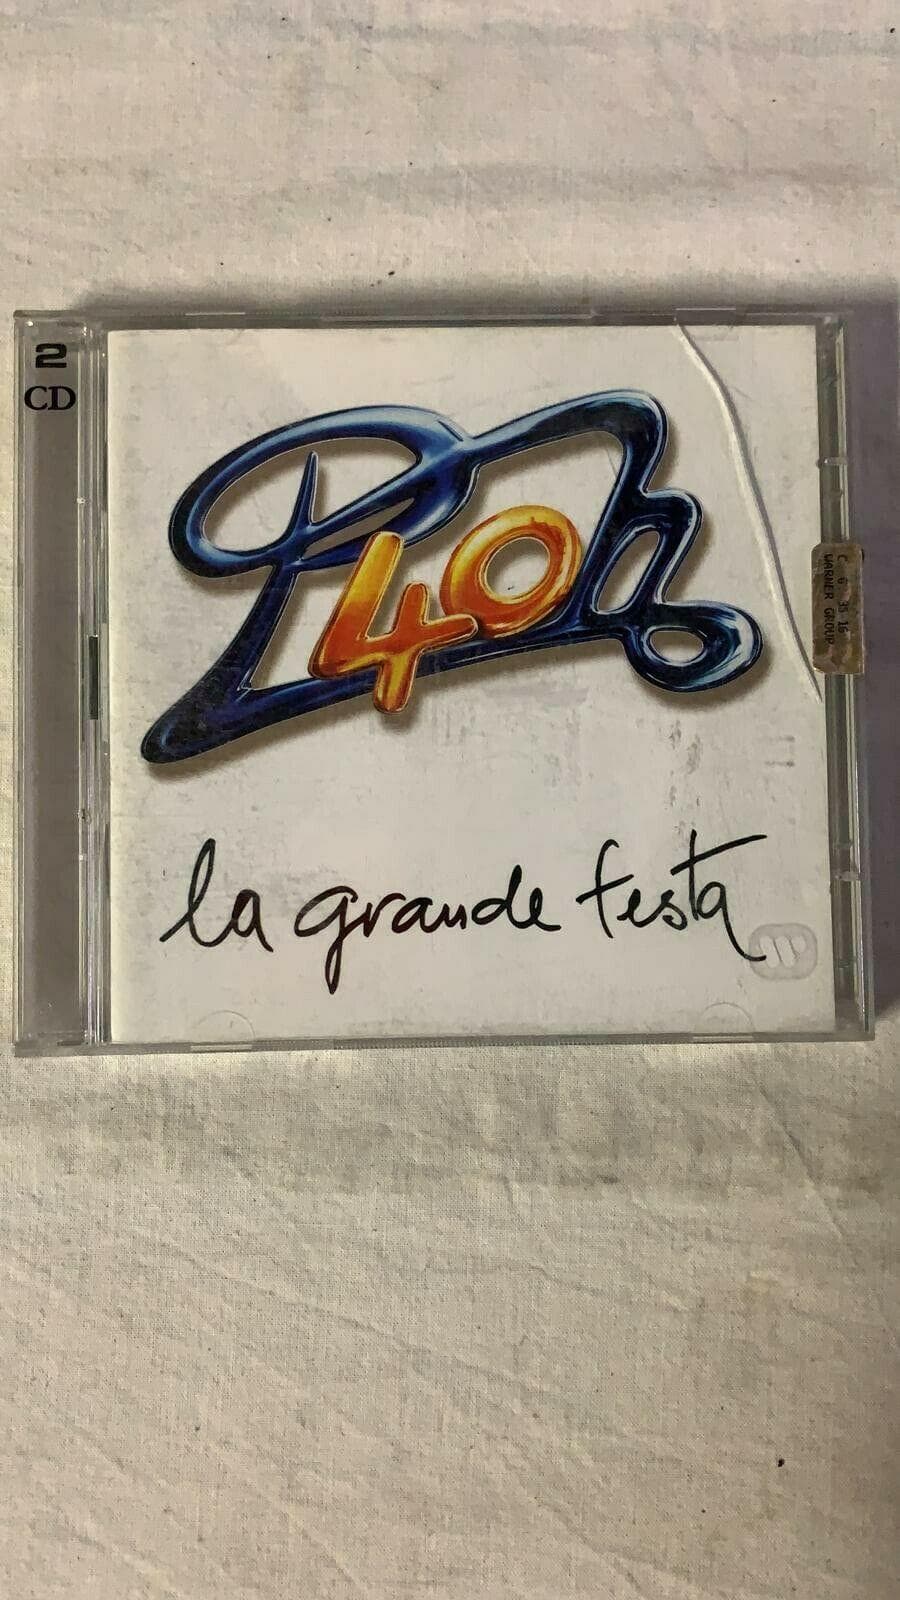 2
CD
Pooh
40
la grande festa
WARNER GROUP